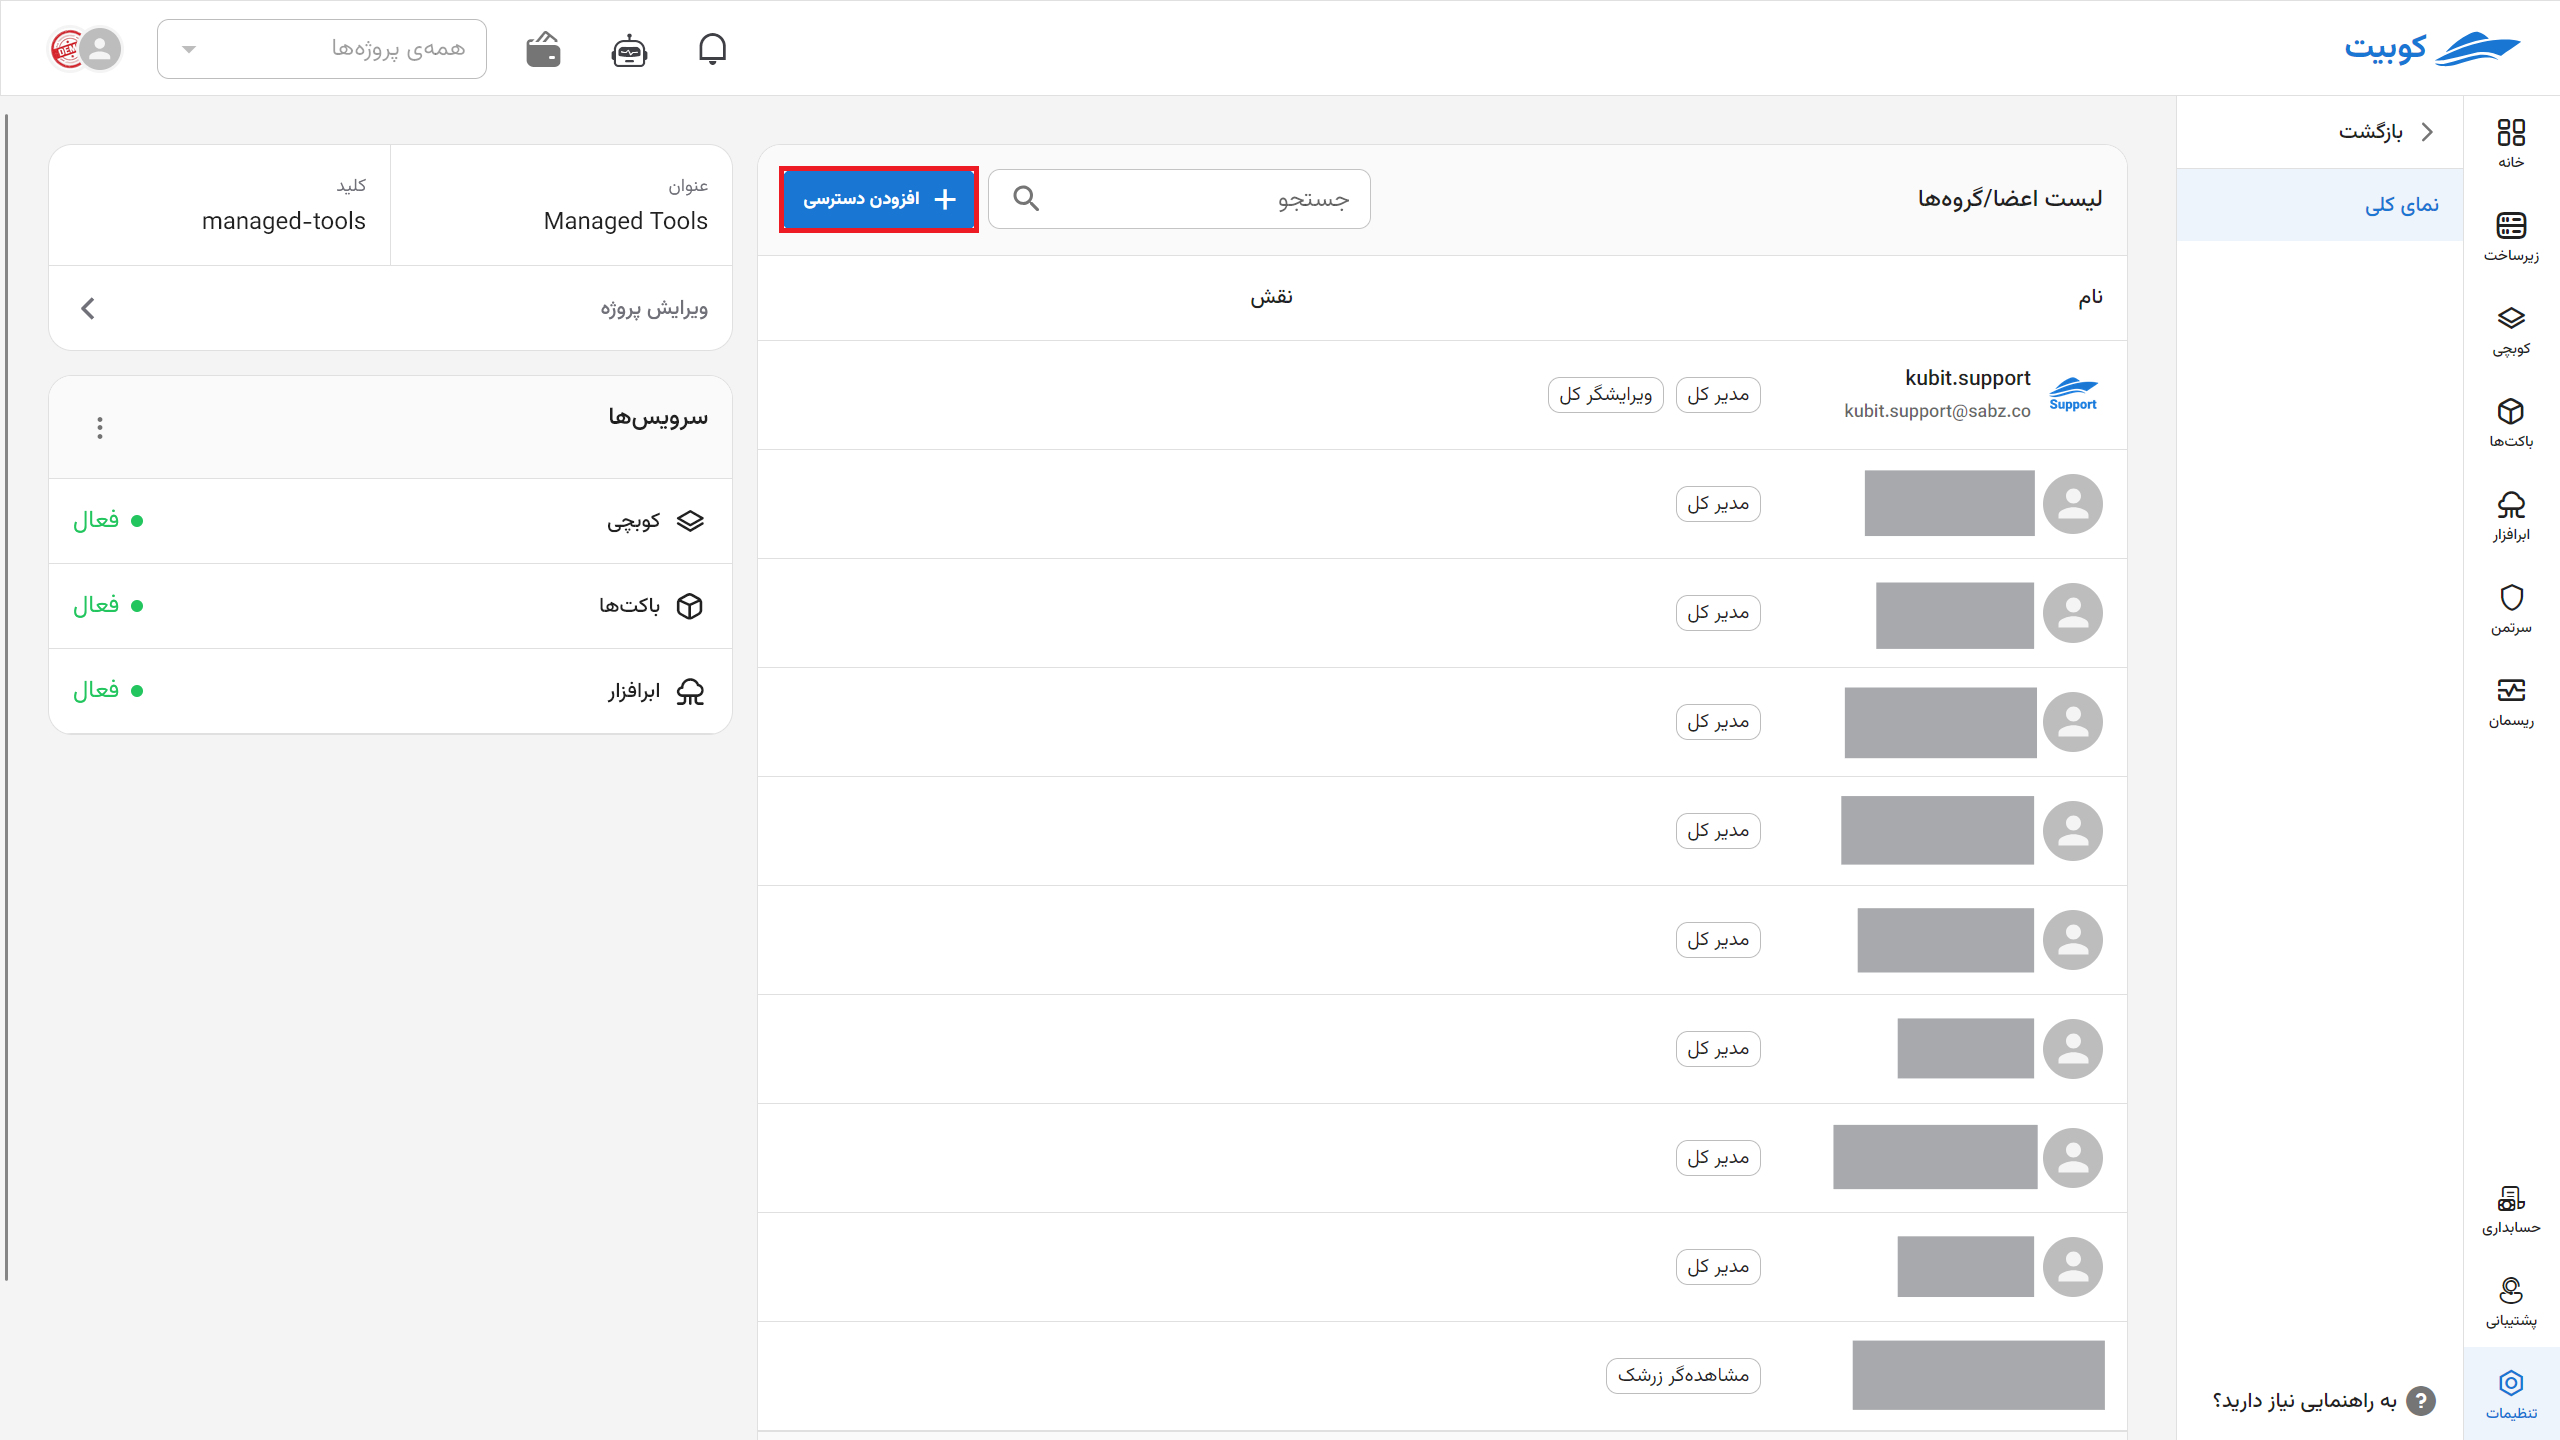 کوبیت
همه‌ی پروژه‌ها
DEMO
خانه
زیرساخت
کوبچی
باکت‌ها
ابرافزار
سرتمن
ریسمان
حسابداری
پشتیبانی
تنظیمات
بازگشت
نمای کلی
به راهنمایی نیاز دارید؟
لیست اعضا/گروه‌ها
جستجو
افزودن دسترسی
نام
نقش
Support
kubit.support
kubit.support@sabz.co
مدیر کل
ویرایشگر کل
مدیر کل
مدیر کل
مدیر کل
مدیر کل
مدیر کل
مدیر کل
مدیر کل
مدیر کل
مشاهده‌گر زرشک
عنوان
Managed Tools
کلید
managed-tools
ویرایش پروژه
سرویس‌ها
کوبچی
فعال
باکت‌ها
فعال
ابرافزار
فعال